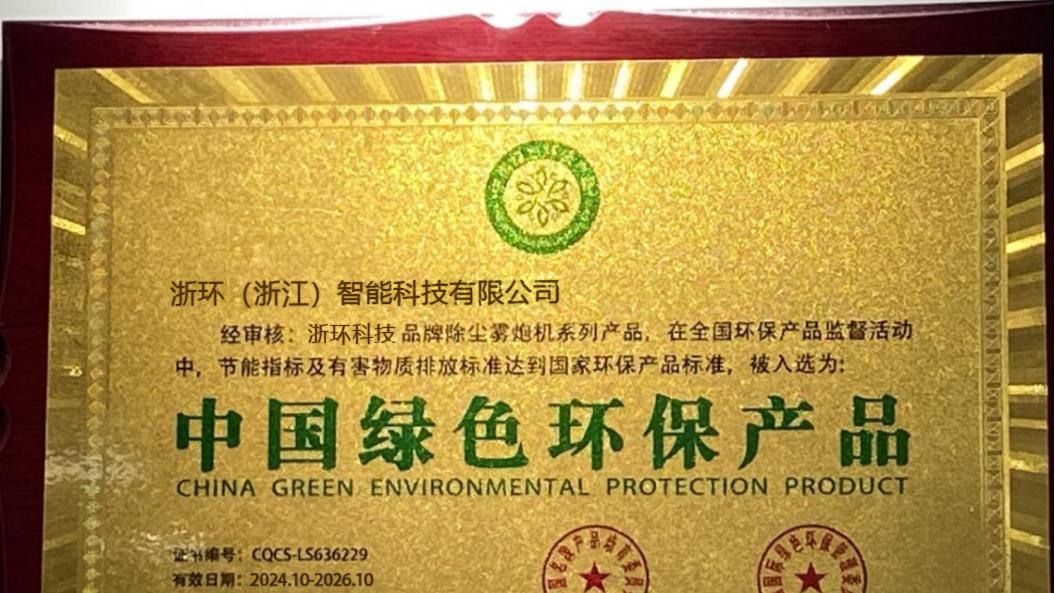 浙环（浙江）智能科技有限公司
经审核：浙环科技品牌除尘雾炮机系列产品，在全国环保产品监督活动
中，节能指标及有害物质排放标准达到国家环保产品标准，被入选为：
中国绿色环保产品
CHINA GREEN ENVIRONMENTAL PROTECTION PRODUCT
证书编号：CQCS-LS636229
有效日期：2024.10-2026.10